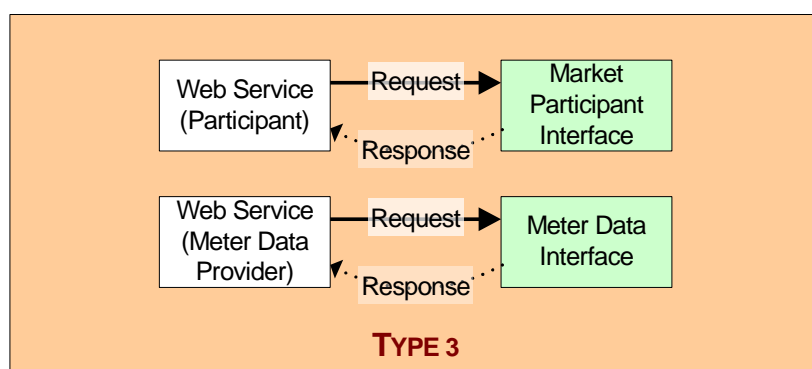 Web Service
(Participant)
Request
Response
Market
Participant
Interface
Web Service
(Meter Data
Provider)
Request
Response
Meter Data
Interface
TYPE 3